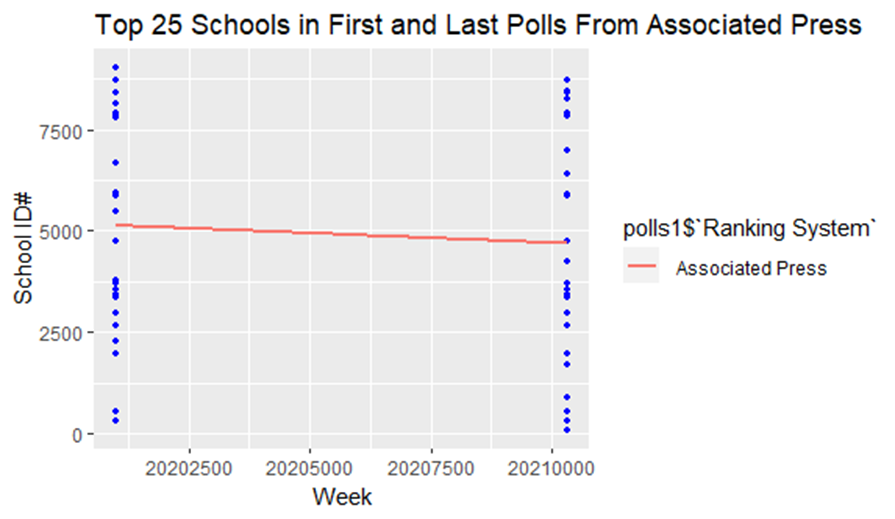 Top 25 Schools in First and Last Polls From Associated Press
School ID#
7500
5000
2500
0
20202500 20205000 20207500 20210000
Week
polls1$`Ranking System`
Associated Press